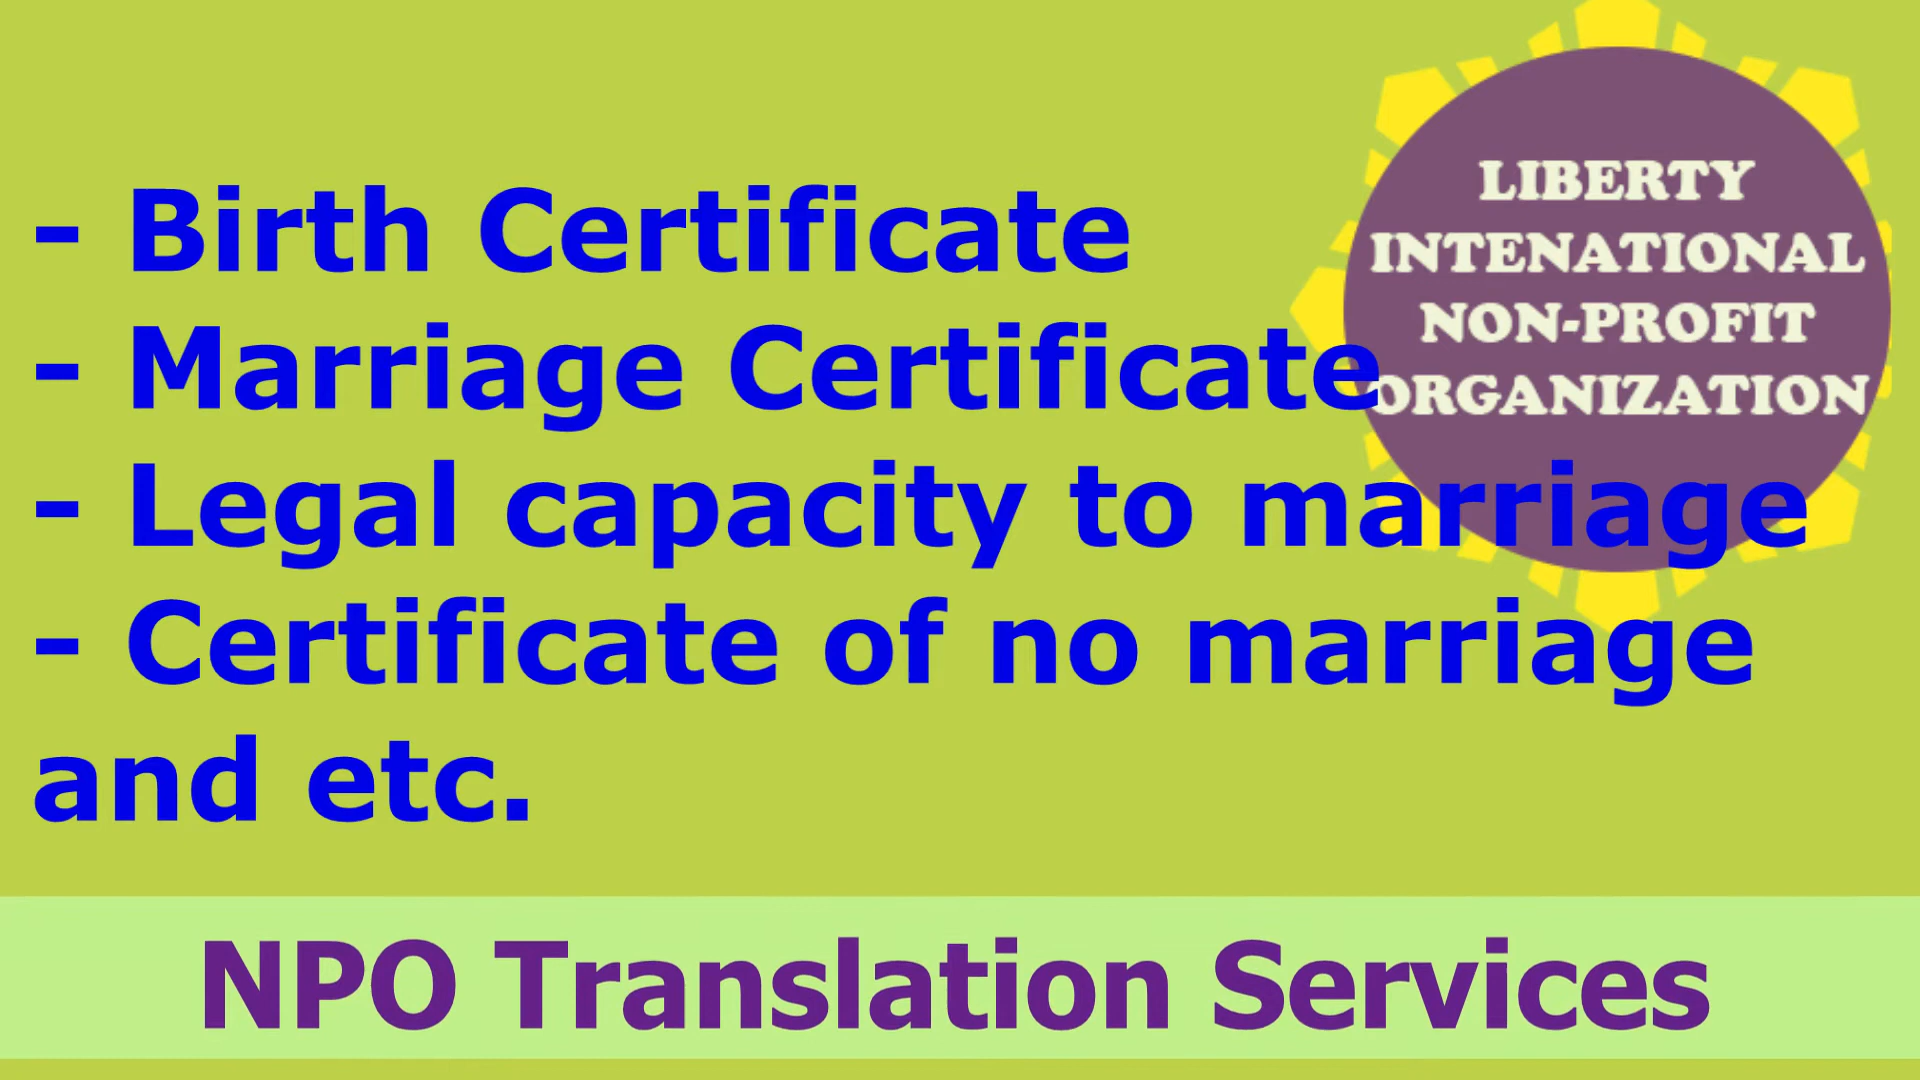 - Birth Certificate
- Marriage Certificate
- Legal capacity to marriage
- Certificate of no marriage
and etc.
LIBERTY
INTENATIONAL
NON-PROFIT
ORGANIZATION
NPO Translation Services